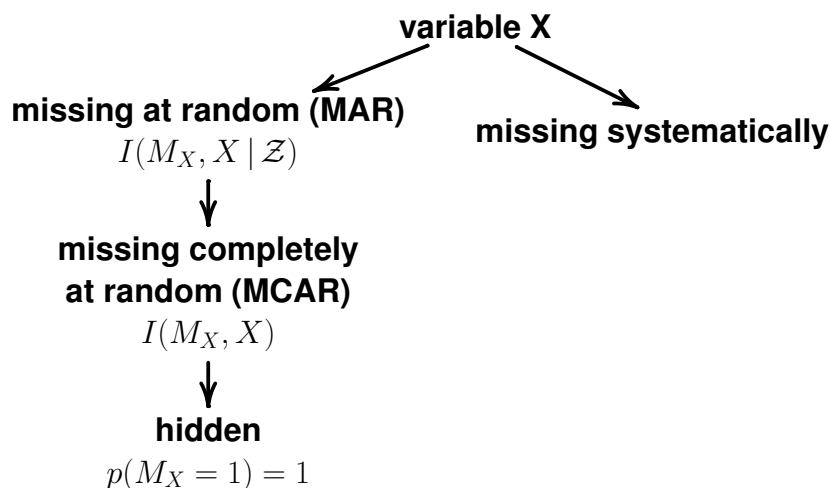 variable X
missing at random (MAR)
I(M_X, X | 𝒵)
missing systematically
missing completely
at random (MCAR)
I(M_X, X)
hidden
p(M_X = 1) = 1